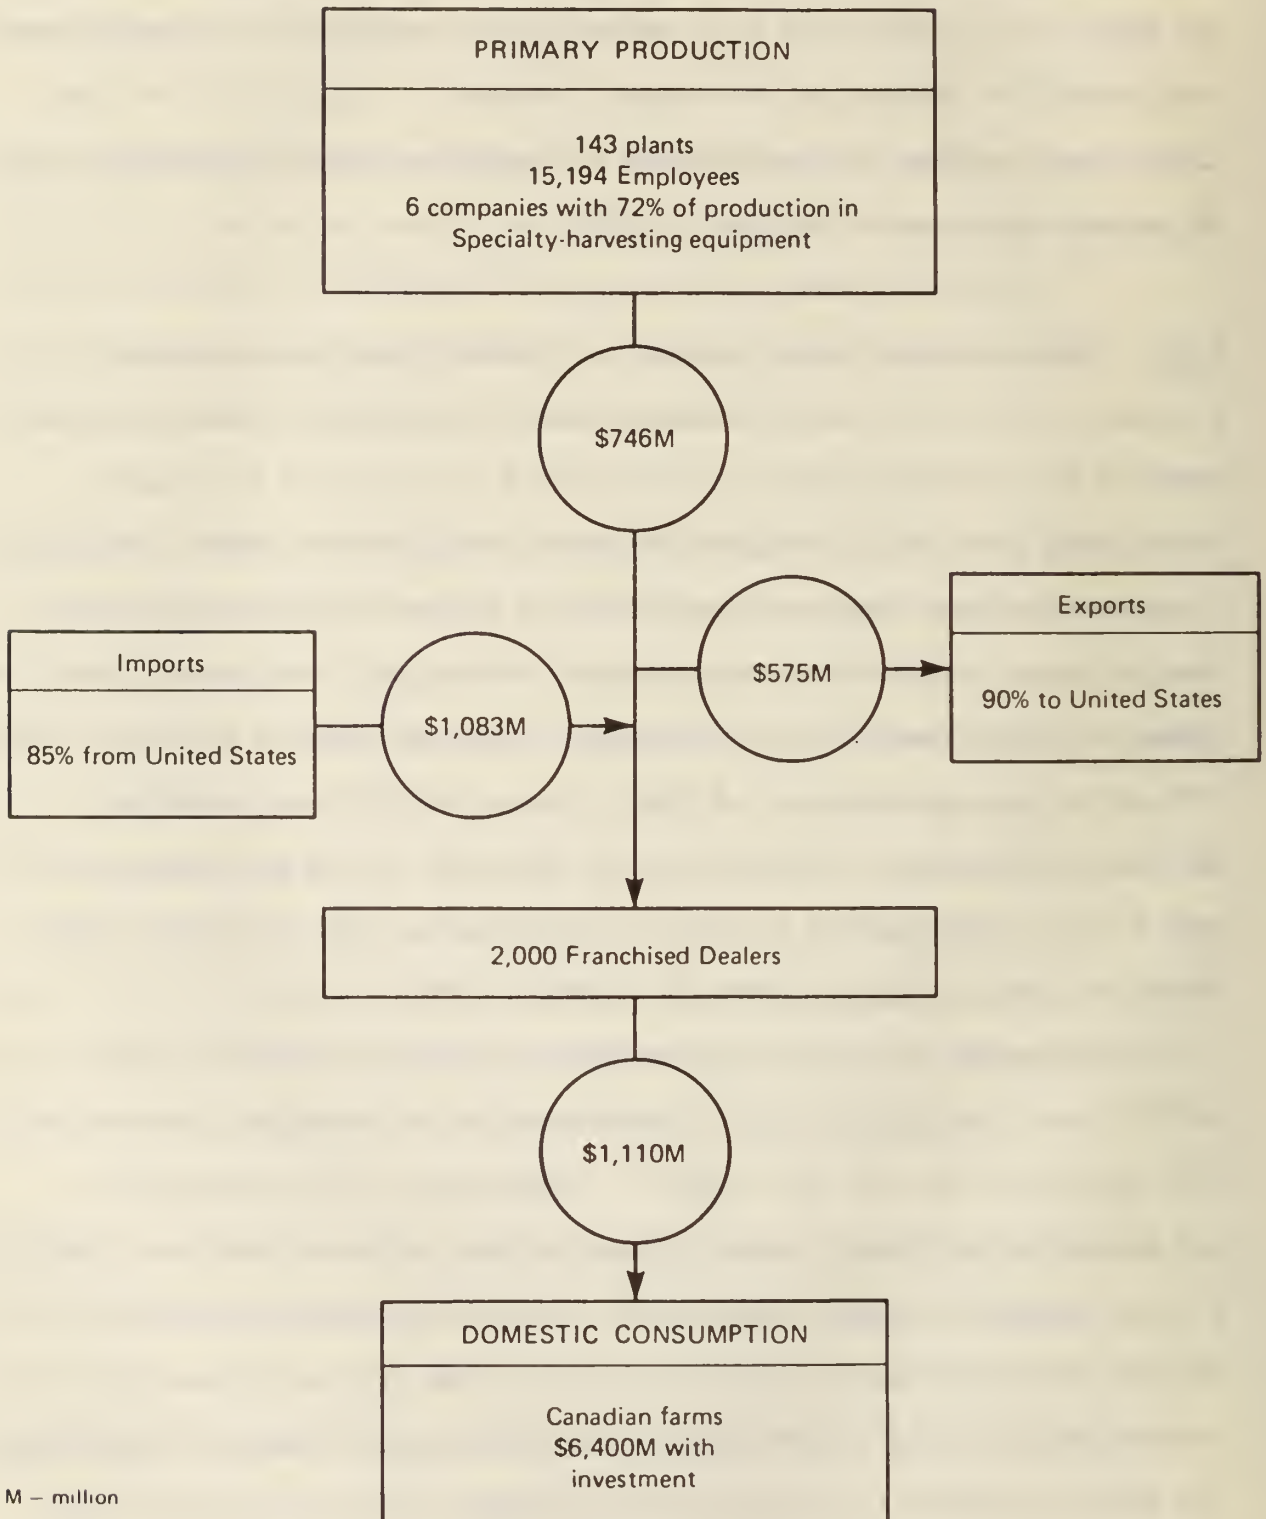 PRIMARY PRODUCTION
143 plants
15,194 Employees
6 companies with 72% of production in
Specialty-harvesting equipment
$746M
Exports
90% to United States
$575M
Imports
85% from United States
$1,083M
2,000 Franchised Dealers
$1,110M
DOMESTIC CONSUMPTION
Canadian farms
$6,400M with
investment
M – million